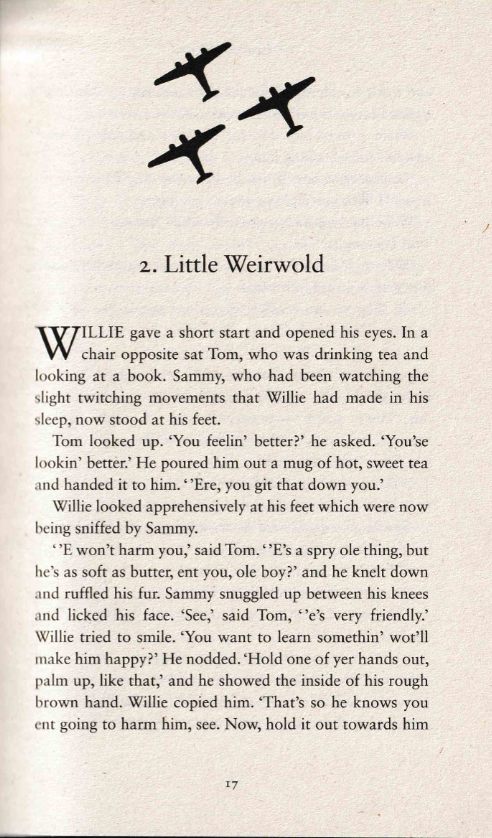 2. Little Weirwold
WILLIE gave a short start and opened his eyes. In a
chair opposite sat Tom, who was drinking tea and
looking at a book. Sammy, who had been watching the
slight twitching movements that Willie had made in his
sleep, now stood at his feet.
Tom looked up. ‘You feelin’ better?’ he asked. ‘You’se
lookin’ better.’ He poured him out a mug of hot, sweet tea
and handed it to him. ‘ ’Ere, you git that down you.’
Willie looked apprehensively at his feet which were now
being sniffed by Sammy.
‘ ’E won’t harm you,’ said Tom. ‘ ’E’s a spry ole thing, but
he’s as soft as butter, ent you, ole boy?’ and he knelt down
and ruffled his fur. Sammy snuggled up between his knees
and licked his face. ‘See,’ said Tom, ‘ ’e’s very friendly.’
Willie tried to smile. ‘You want to learn somethin’ wot’ll
make him happy?’ He nodded. ‘Hold one of yer hands out,
palm up, like that,’ and he showed the inside of his rough
brown hand. Willie copied him. ‘That’s so he knows you
ent going to harm him, see. Now, hold it out towards him
17